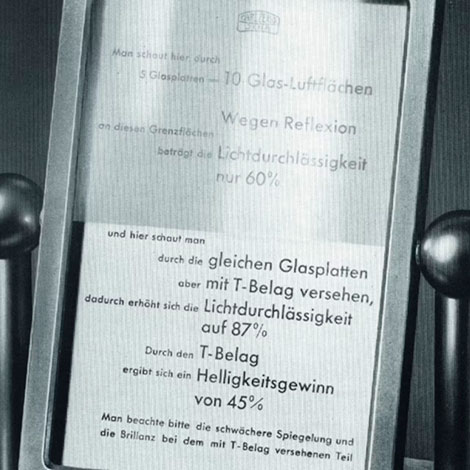 Man schaut hier durch
5 Glasplatten — 10 Glas-Luftflächen
Wegen Reflexion
an diesen Grenzflächen
beträgt die Lichtdurchlässigkeit
nur 60%
und hier schaut man
durch die gleichen Glasplatten
aber mit T-Belag versehen,
dadurch erhöht sich die Lichtdurchlässigkeit
auf 87%
Durch den T-Belag
ergibt sich ein Helligkeitsgewinn
von 45%
Man beachte bitte die schwächere Spiegelung und
die Brillanz bei dem mit T-Belag versehenen Teil